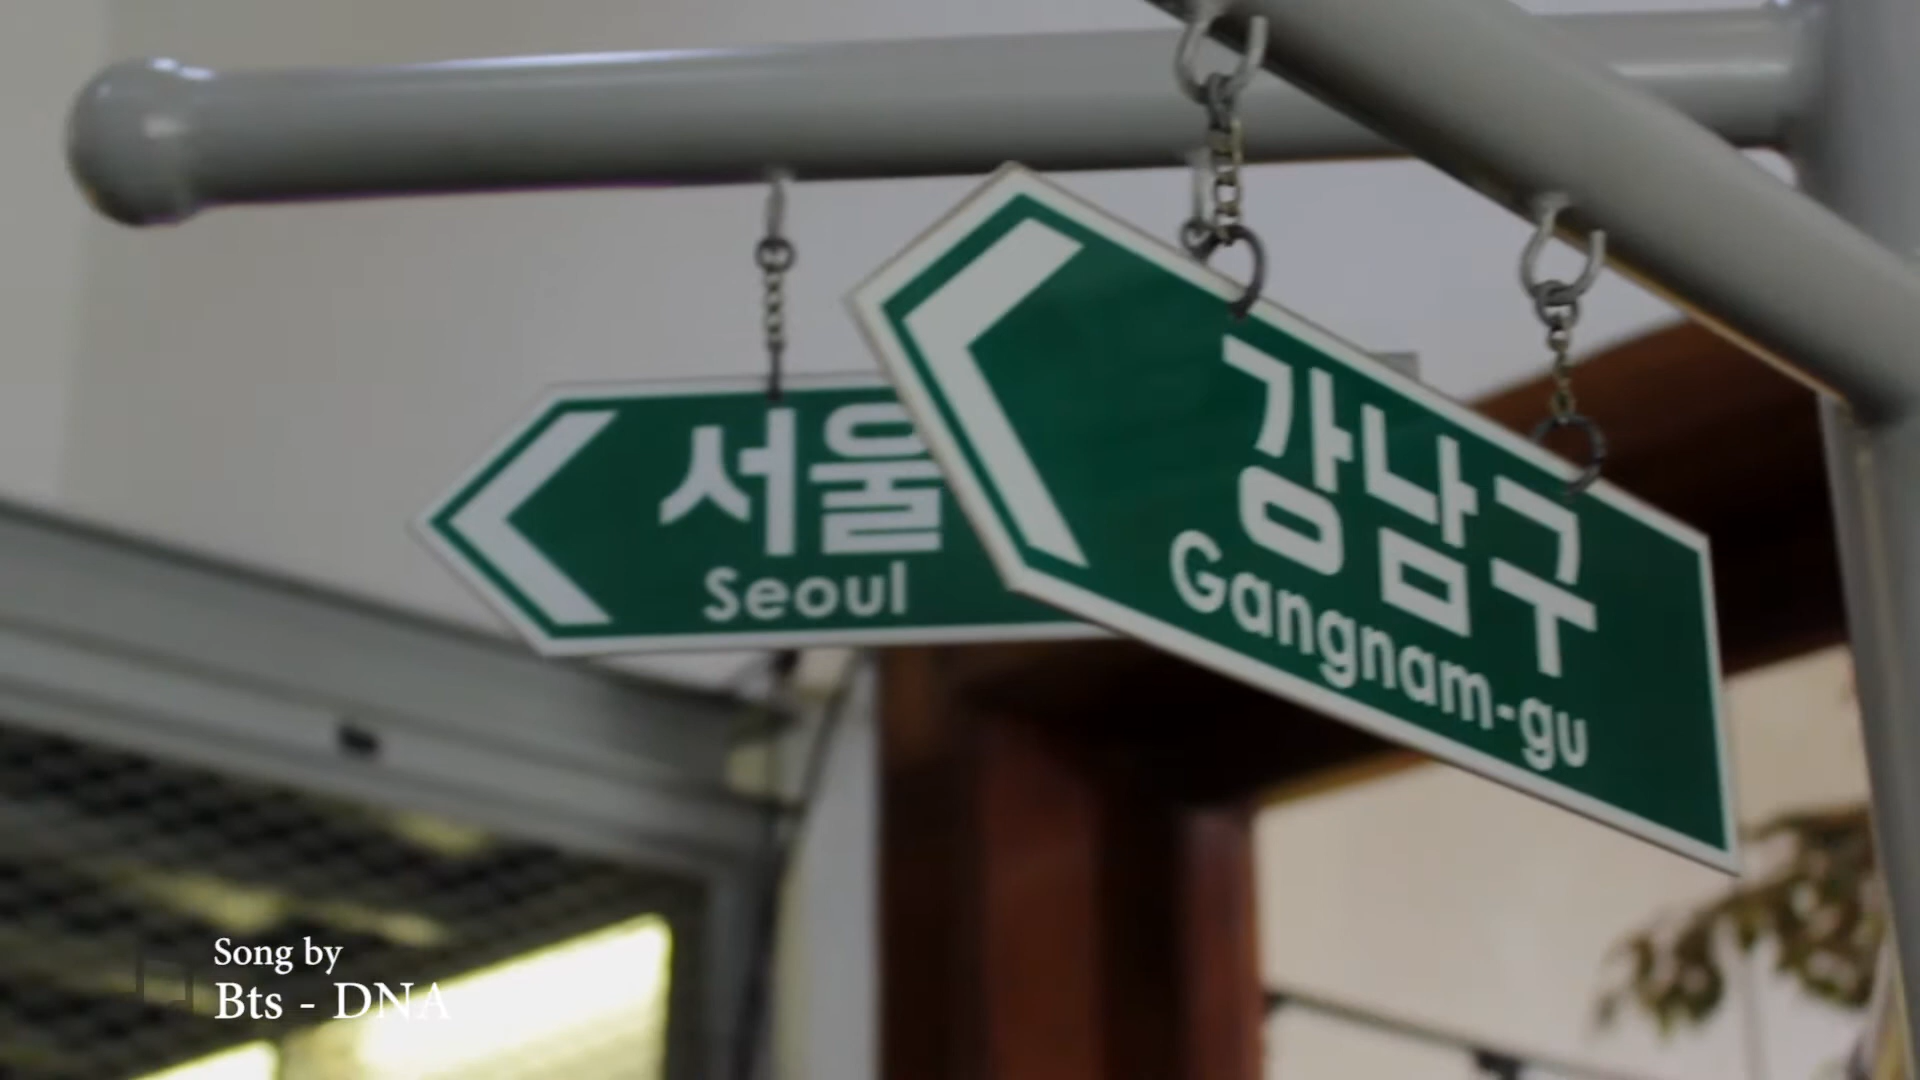 서울
Seoul
강남구
Gangnam-gu
Song by
Bts - DNA